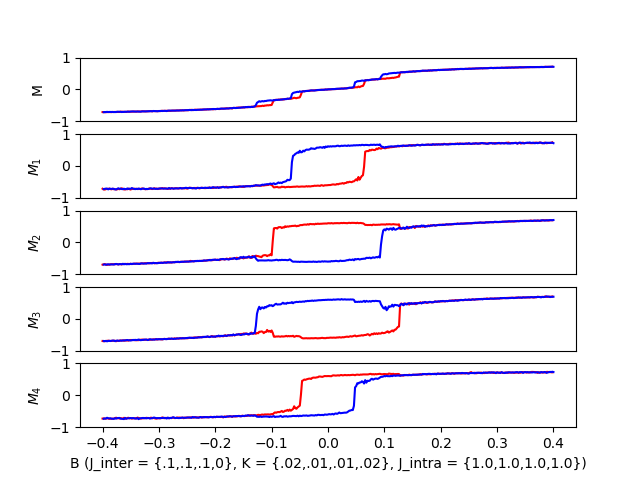 M
1
−1
M₁
1
0
−1
M₂
1
0
−1
M₃
1
0
−1
M₄
1
0
−1
−0.4 −0.3 −0.2 −0.1 0.0 0.1 0.2 0.3 0.4
B (J_inter = {.1,.1,.1,0}, K = {.02,.01,.01,.02}, J_intra = {1.0,1.0,1.0,1.0})